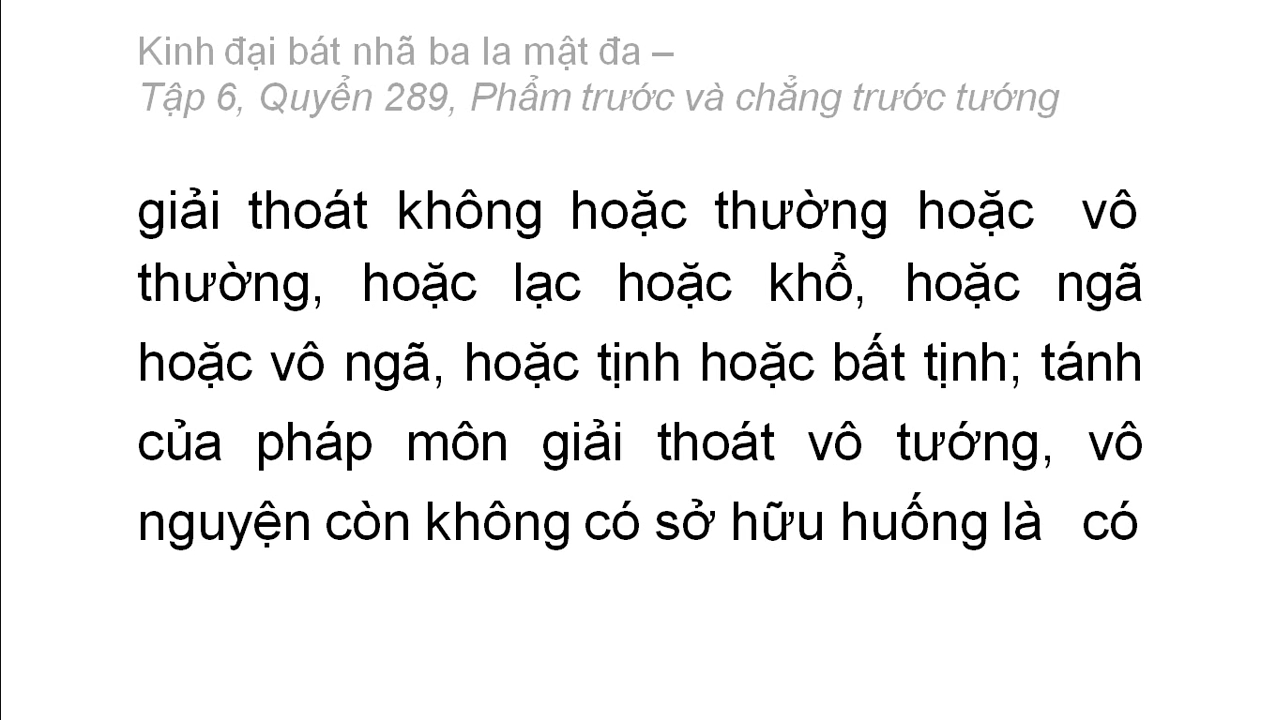 Kinh đại bát nhã ba la mật đa –
Tập 6, Quyển 289, Phẩm trước và chẳng trước tướng
giải thoát không hoặc thường hoặc vô
thường, hoặc lạc hoặc khổ, hoặc ngã
hoặc vô ngã, hoặc tịnh hoặc bất tịnh; tánh
của pháp môn giải thoát vô tướng, vô
nguyện còn không có sở hữu huống là có